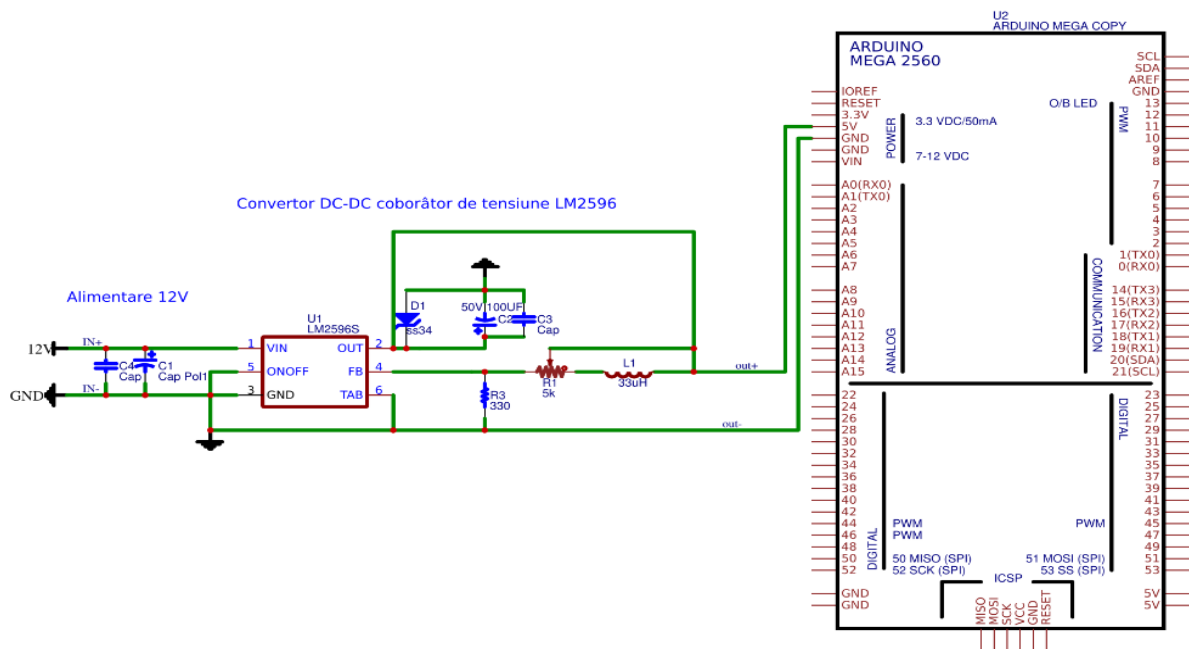 Convertor DC-DC coborâtor de tensiune LM2596
Alimentare 12V
12V
IN+
GND
IN-
C4
Cap
C1
Cap Pol1
U1
LM2596S
1 VIN OUT 2
5 ONOFF FB 4
3 GND TAB 6
D1
ss34
50V/100UF
C2
C3
Cap
R3
330
R1
5k
L1
33uH
out+
out-
U2
ARDUINO MEGA COPY
ARDUINO
MEGA 2560
IOREF
RESET
3.3V
5V
GND
GND
VIN
POWER
3.3 VDC/50mA
7-12 VDC
A0(RX0)
A1(TX0)
A2
A3
A4
A5
A6
A7
A8
A9
A10
A11
A12
A13
A14
A15
ANALOG
22
24
26
28
30
32
34
36
38
40
42
44
46
48
50
52
DIGITAL
PWM
PWM
50 MISO (SPI)
52 SCK (SPI)
GND
GND
O/B LED
PWM
SCL
SDA
AREF
GND
13
12
11
10
9
8
7
6
5
4
3
2
1(TX0)
0(RX0)
COMMUNICATION
14(TX3)
15(RX3)
16(TX2)
17(RX2)
18(TX1)
19(RX1)
20(SDA)
21(SCL)
DIGITAL
23
25
27
29
31
33
35
37
39
41
43
45
47
49
51
53
PWM
51 MOSI (SPI)
53 SS (SPI)
5V
5V
ICSP
MISO
MOSI
SCK
VCC
GND
RESET